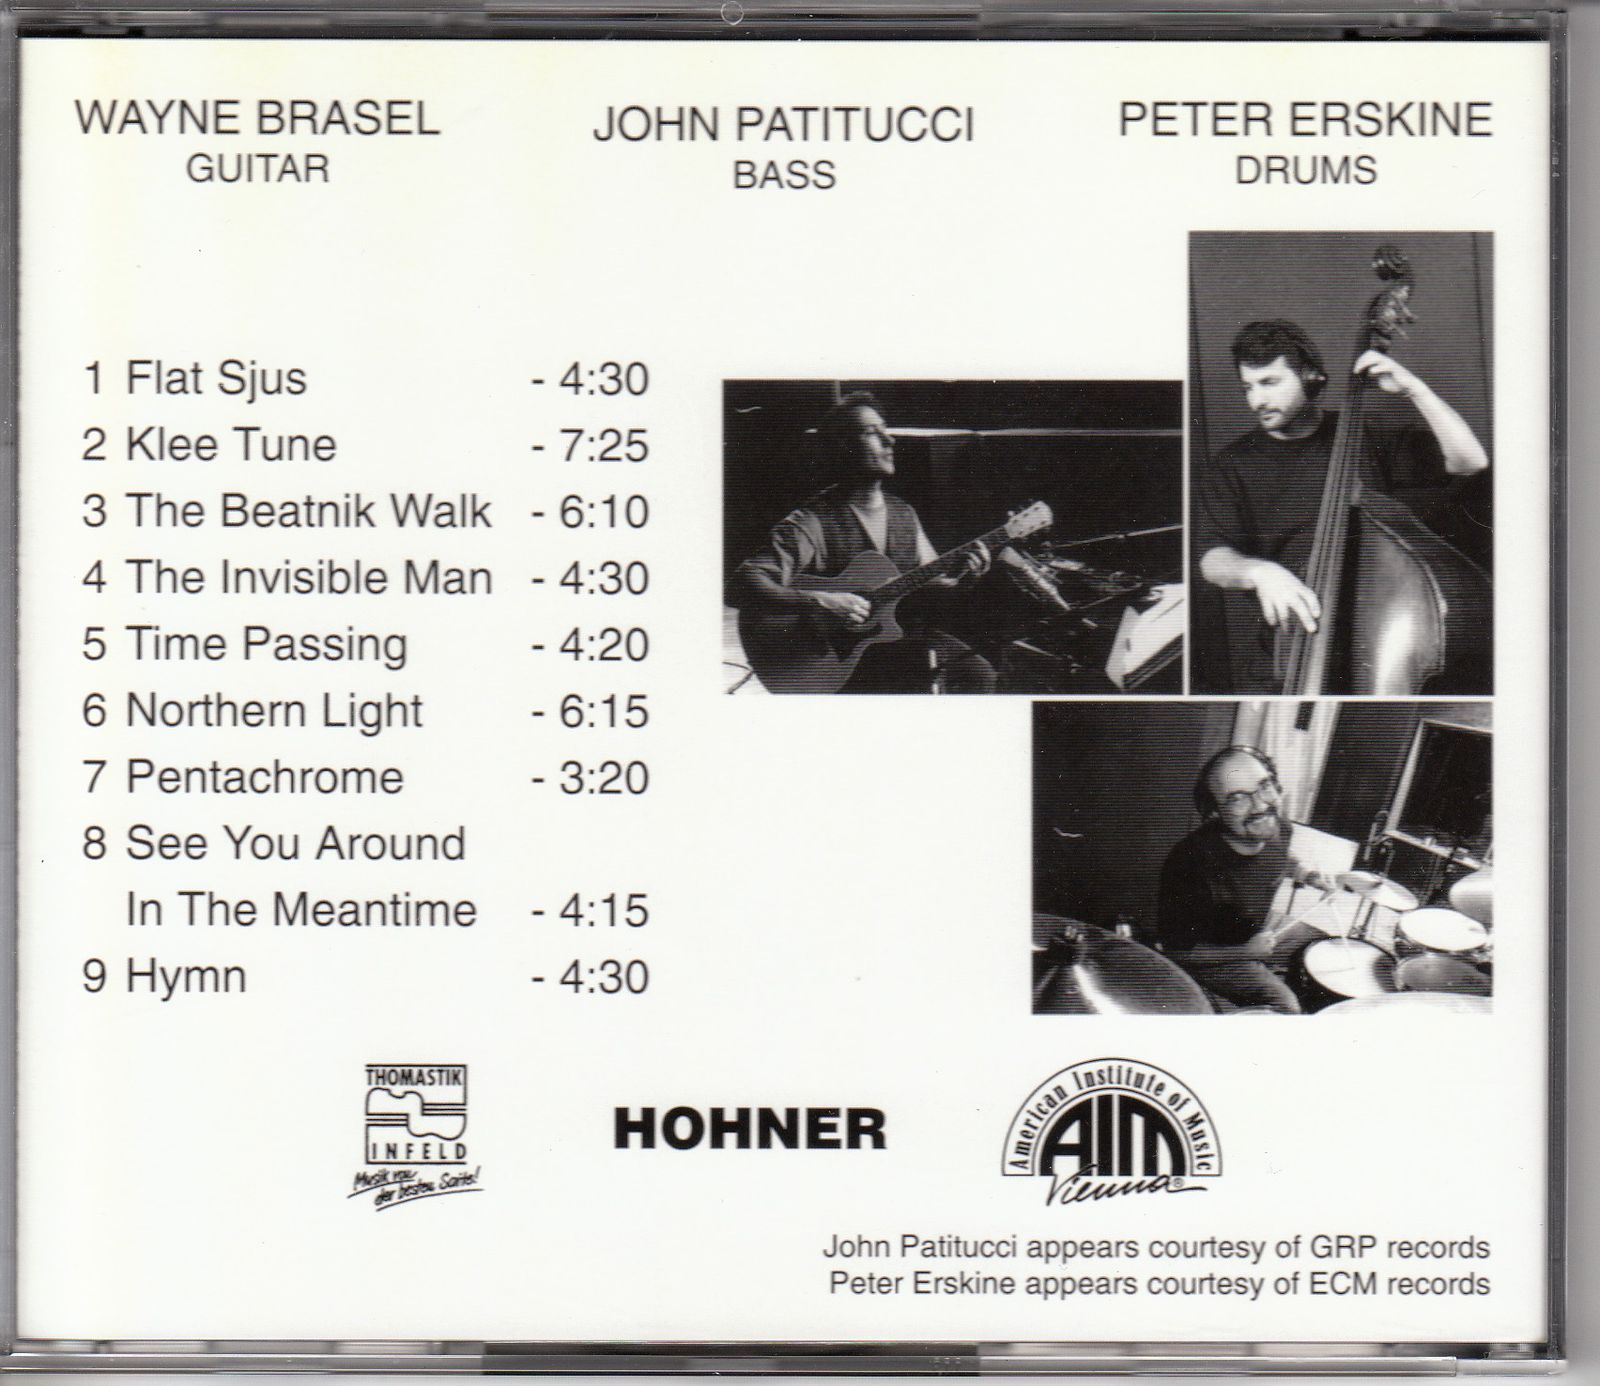 WAYNE BRASEL
GUITAR
JOHN PATITUCCI
BASS
PETER ERSKINE
DRUMS
1 Flat Sjus - 4:30
2 Klee Tune - 7:25
3 The Beatnik Walk - 6:10
4 The Invisible Man - 4:30
5 Time Passing - 4:20
6 Northern Light - 6:15
7 Pentachrome - 3:20
8 See You Around
In The Meantime - 4:15
9 Hymn - 4:30
THOMASTIK
INFELD
Musik von
der besten Saite!
HOHNER
American Institute of Music
AIM
Vienna®
John Patitucci appears courtesy of GRP records
Peter Erskine appears courtesy of ECM records